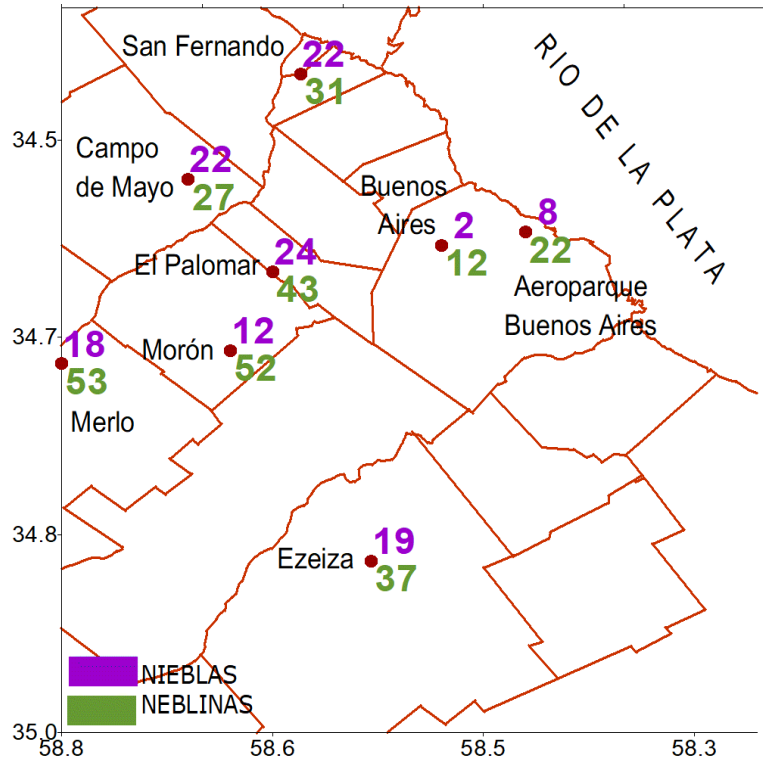 San Fernando
22
31
RIO DE LA PLATA
34.5
Campo
de Mayo
22
27
Buenos
Aires
2
12
8
22
Aeroparque
Buenos Aires
El Palomar
24
43
34.7
18
53
Merlo
Morón
12
52
34.8
Ezeiza
19
37
NIEBLAS
NEBLINAS
35.0
58.8
58.6
58.5
58.3